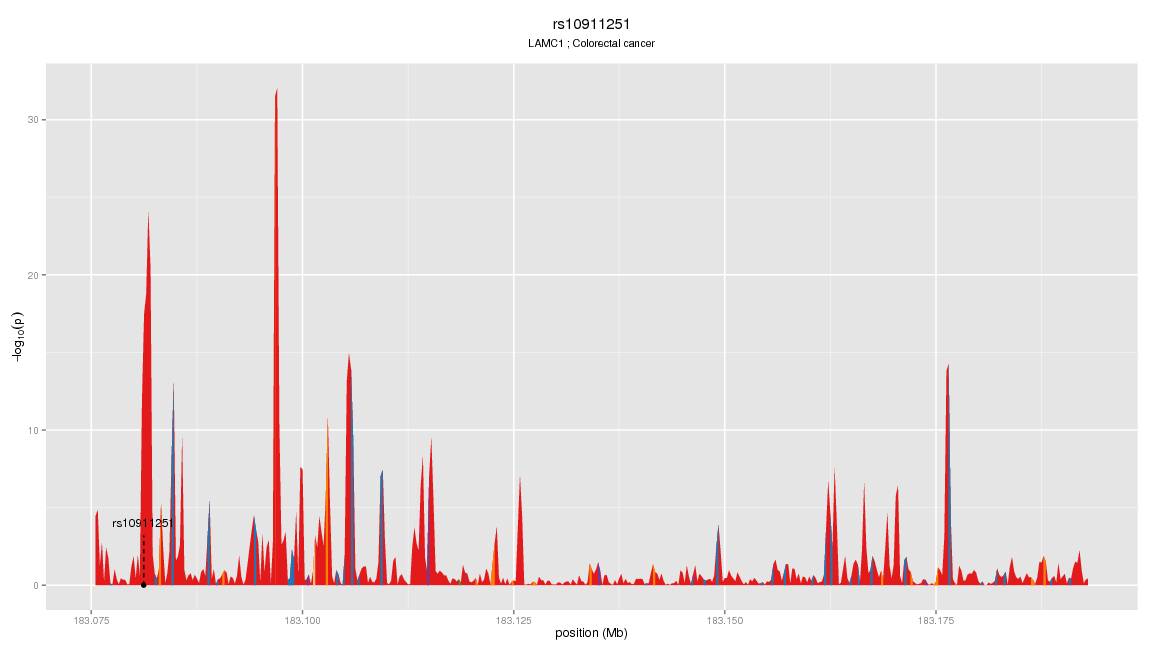 rs10911251
LAMC1 ; Colorectal cancer
30
20
10
0
−log10(p)
rs10911251
183.075
183.100
183.125
183.150
183.175
position (Mb)